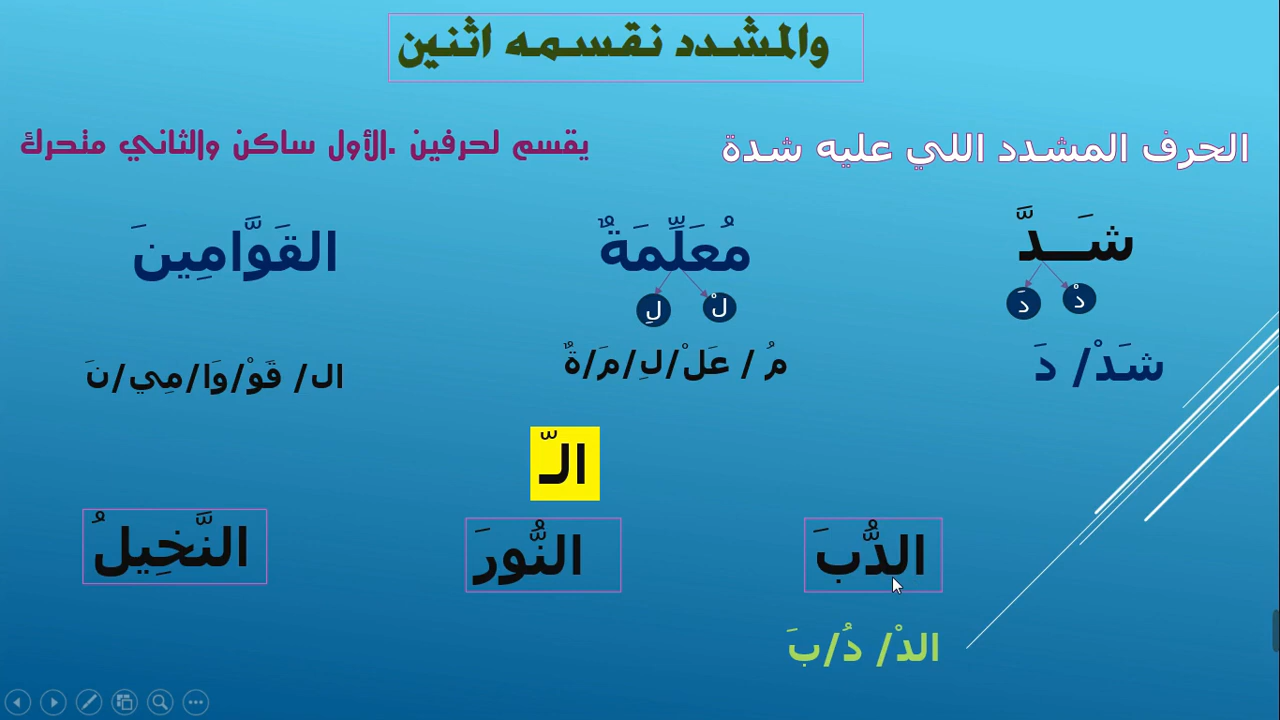 والمشدد نقسمه اثنين
الحرف المشدد اللي عليه شدة
يقسم لحرفين .الأول ساكن والثاني متحرك
شَــدَّ
مُعَلِّمَةٌ
القَوَّامِينَ
دْ
دَ
لْ
لِ
شَدْ/ دَ
مُ / عَلْ/لِ/مَ/ةٌ
ال/ قَوْ/وَا/مِي/نَ
الـّ
الدُّبَ
النُّورَ
النَّخِيلُ
الدْ/ دُ/بَ